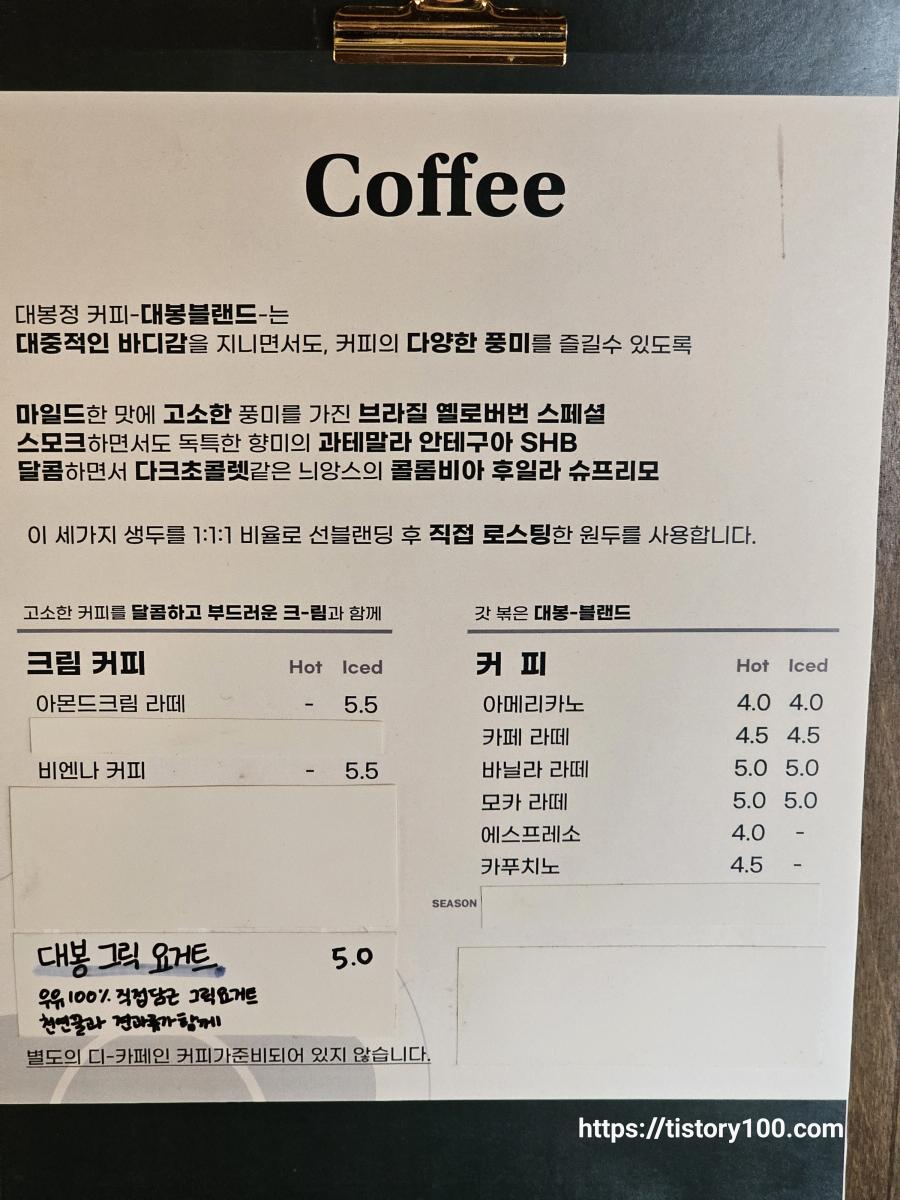 Coffee
대봉정 커피-대봉블랜드-는
대중적인 바디감을 지니면서도, 커피의 다양한 풍미를 즐길수 있도록
마일드한 맛에 고소한 풍미를 가진 브라질 옐로버번 스페셜
스모크하면서도 독특한 향미의 과테말라 안테구아 SHB
달콤하면서 다크초콜렛같은 늬앙스의 콜롬비아 후일라 슈프리모
이 세가지 생두를 1:1:1 비율로 선블랜딩 후 직접 로스팅한 원두를 사용합니다.
고소한 커피를 달콤하고 부드러운 크-림과 함께
크림 커피 Hot Iced
아몬드크림 라떼 - 5.5
비엔나 커피 - 5.5
대봉 그릭 요거트 5.0
우유100% 직접담근 그릭요거트
천연꿀과 견과류가 함께!
별도의 디-카페인 커피가준비되어 있지 않습니다.
갓 볶은 대봉-블랜드
커 피 Hot Iced
아메리카노 4.0 4.0
카페 라떼 4.5 4.5
바닐라 라떼 5.0 5.0
모카 라떼 5.0 5.0
에스프레소 4.0 -
카푸치노 4.5 -
SEASON
https://tistory100.com